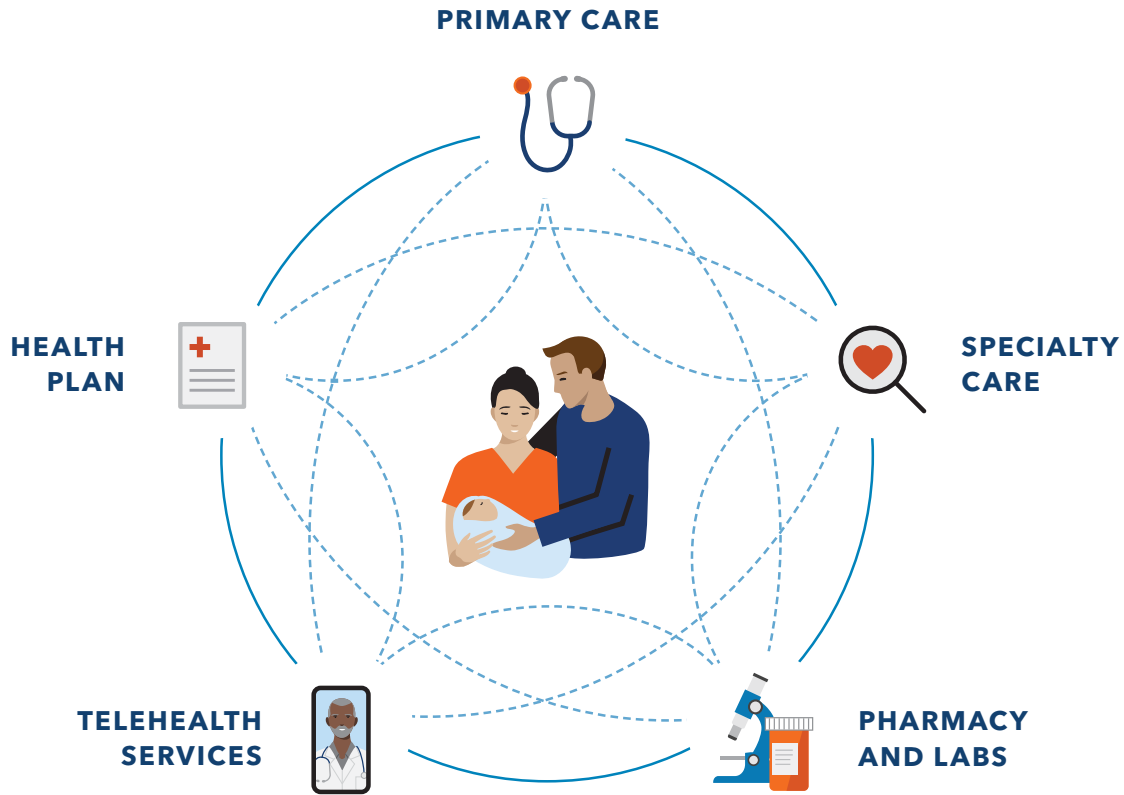 PRIMARY CARE
HEALTH
PLAN
SPECIALTY
CARE
TELEHEALTH
SERVICES
PHARMACY
AND LABS